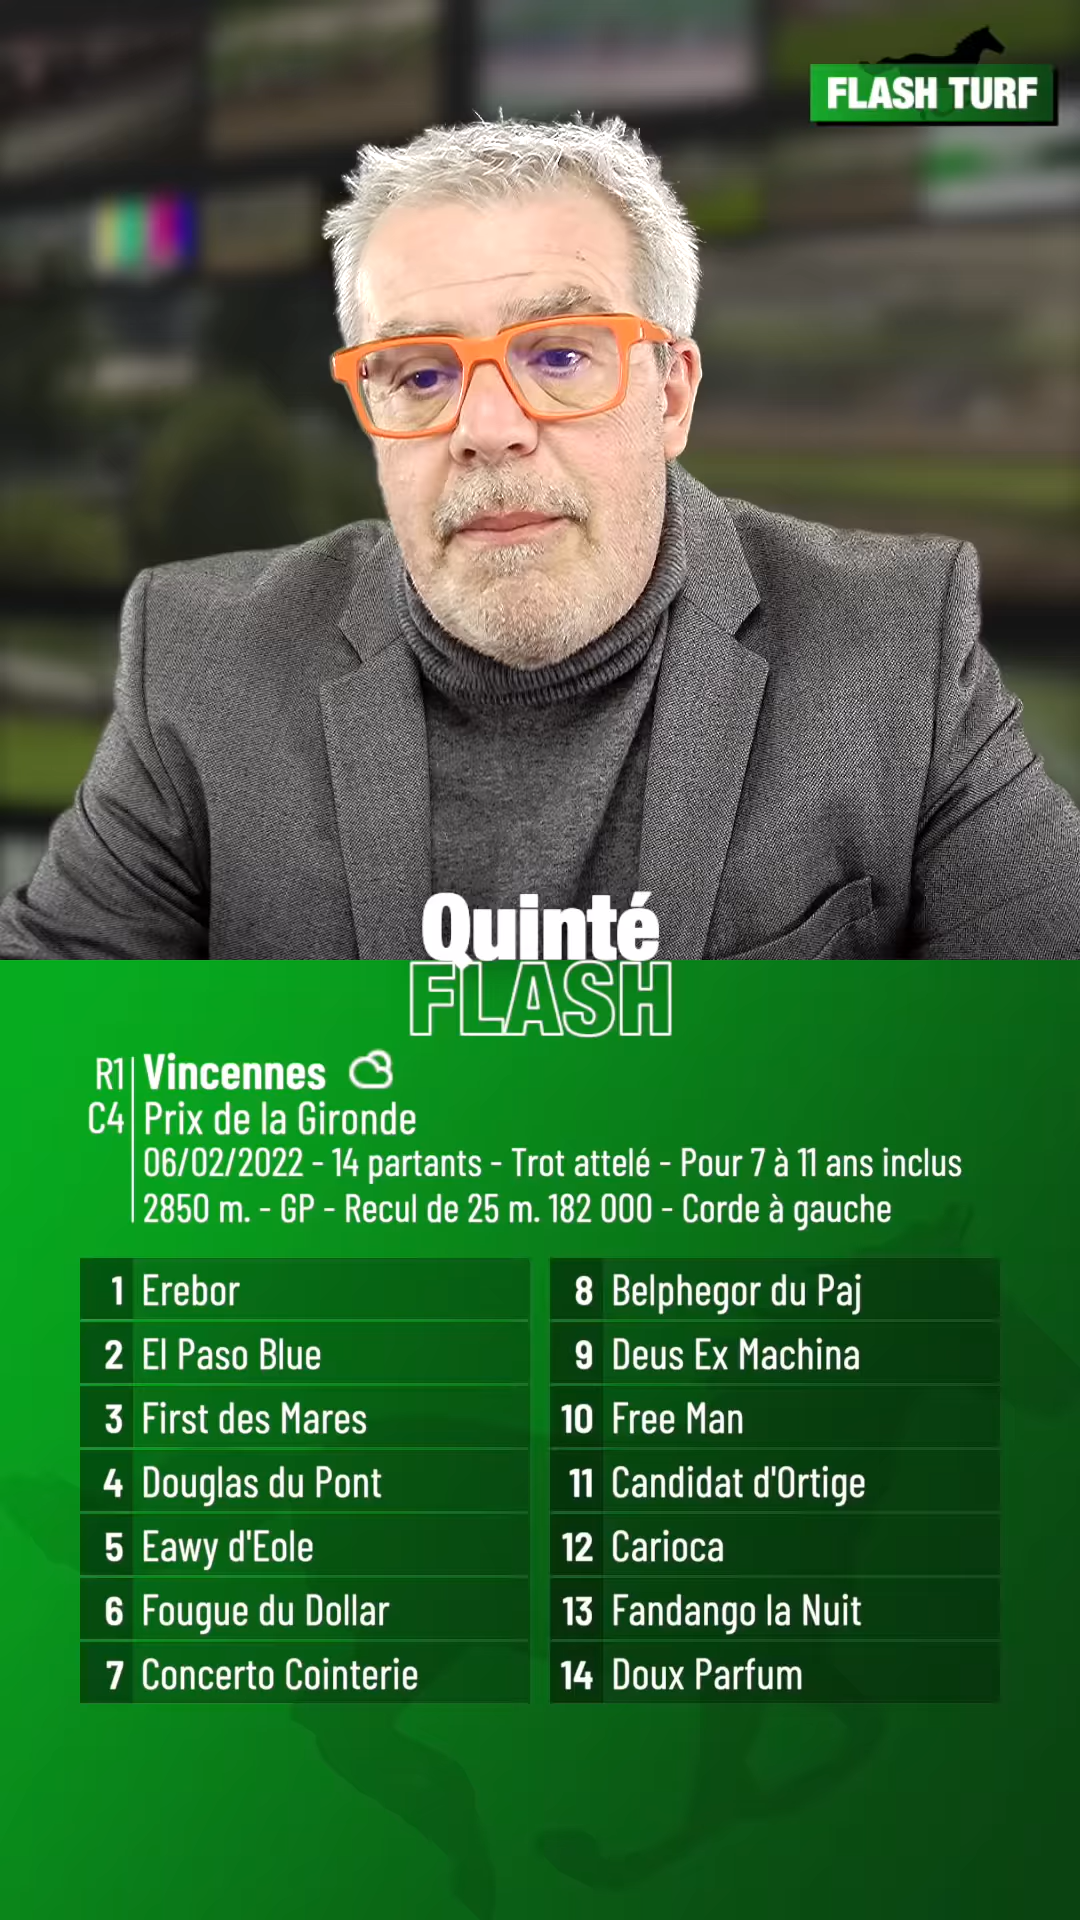 FLASH TURF
Quinté
FLASH
R1 Vincennes
C4 Prix de la Gironde
06/02/2022 - 14 partants - Trot attelé - Pour 7 à 11 ans inclus
2850 m. - GP - Recul de 25 m. 182 000 - Corde à gauche
1 Erebor
2 El Paso Blue
3 First des Mares
4 Douglas du Pont
5 Eawy d'Eole
6 Fougue du Dollar
7 Concerto Cointerie
8 Belphegor du Paj
9 Deus Ex Machina
10 Free Man
11 Candidat d'Ortige
12 Carioca
13 Fandango la Nuit
14 Doux Parfum